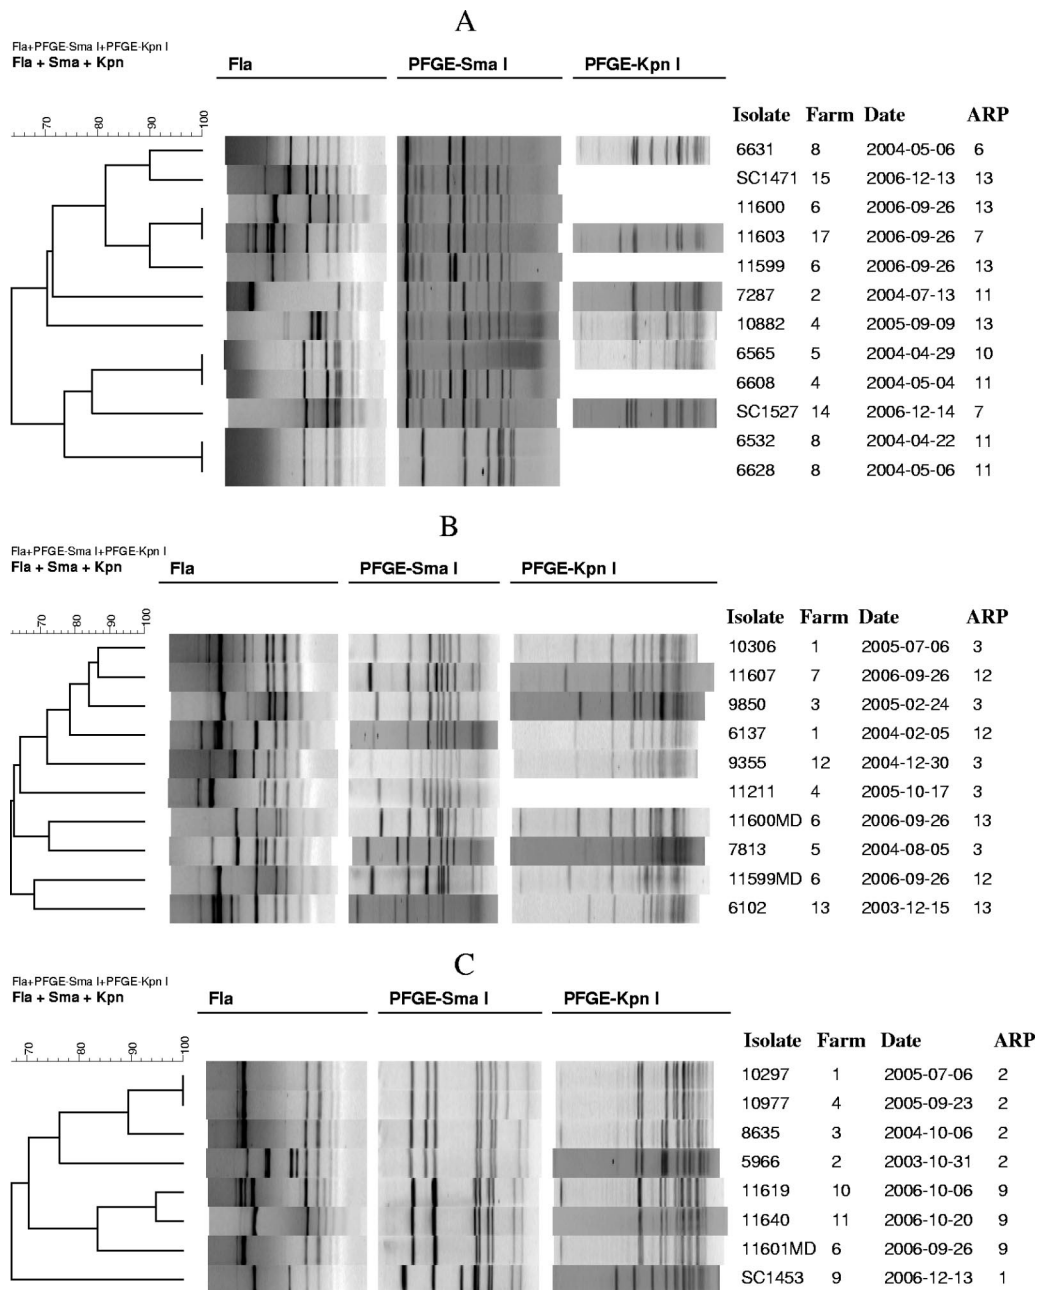 A
Fla+PFGE-Sma I+PFGE-Kpn I
Fla + Sma + Kpn Fla PFGE-Sma I PFGE-Kpn I
70 80 90 100
Isolate Farm Date ARP
6631 8 2004-05-06 6
SC1471 15 2006-12-13 13
11600 6 2006-09-26 13
11603 17 2006-09-26 7
11599 6 2006-09-26 13
7287 2 2004-07-13 11
10882 4 2005-09-09 13
6565 5 2004-04-29 10
6608 4 2004-05-04 11
SC1527 14 2006-12-14 7
6532 8 2004-04-22 11
6628 8 2004-05-06 11
B
Fla+PFGE-Sma I+PFGE-Kpn I
Fla + Sma + Kpn Fla PFGE-Sma I PFGE-Kpn I
70 80 90 100
Isolate Farm Date ARP
10306 1 2005-07-06 3
11607 7 2006-09-26 12
9850 3 2005-02-24 3
6137 1 2004-02-05 12
9355 12 2004-12-30 3
11211 4 2005-10-17 3
11600MD 6 2006-09-26 13
7813 5 2004-08-05 3
11599MD 6 2006-09-26 12
6102 13 2003-12-15 13
C
Fla+PFGE-Sma I+PFGE-Kpn I
Fla + Sma + Kpn Fla PFGE-Sma I PFGE-Kpn I
70 80 90 100
Isolate Farm Date ARP
10297 1 2005-07-06 2
10977 4 2005-09-23 2
8635 3 2004-10-06 2
5966 2 2003-10-31 2
11619 10 2006-10-06 9
11640 11 2006-10-20 9
11601MD 6 2006-09-26 9
SC1453 9 2006-12-13 1